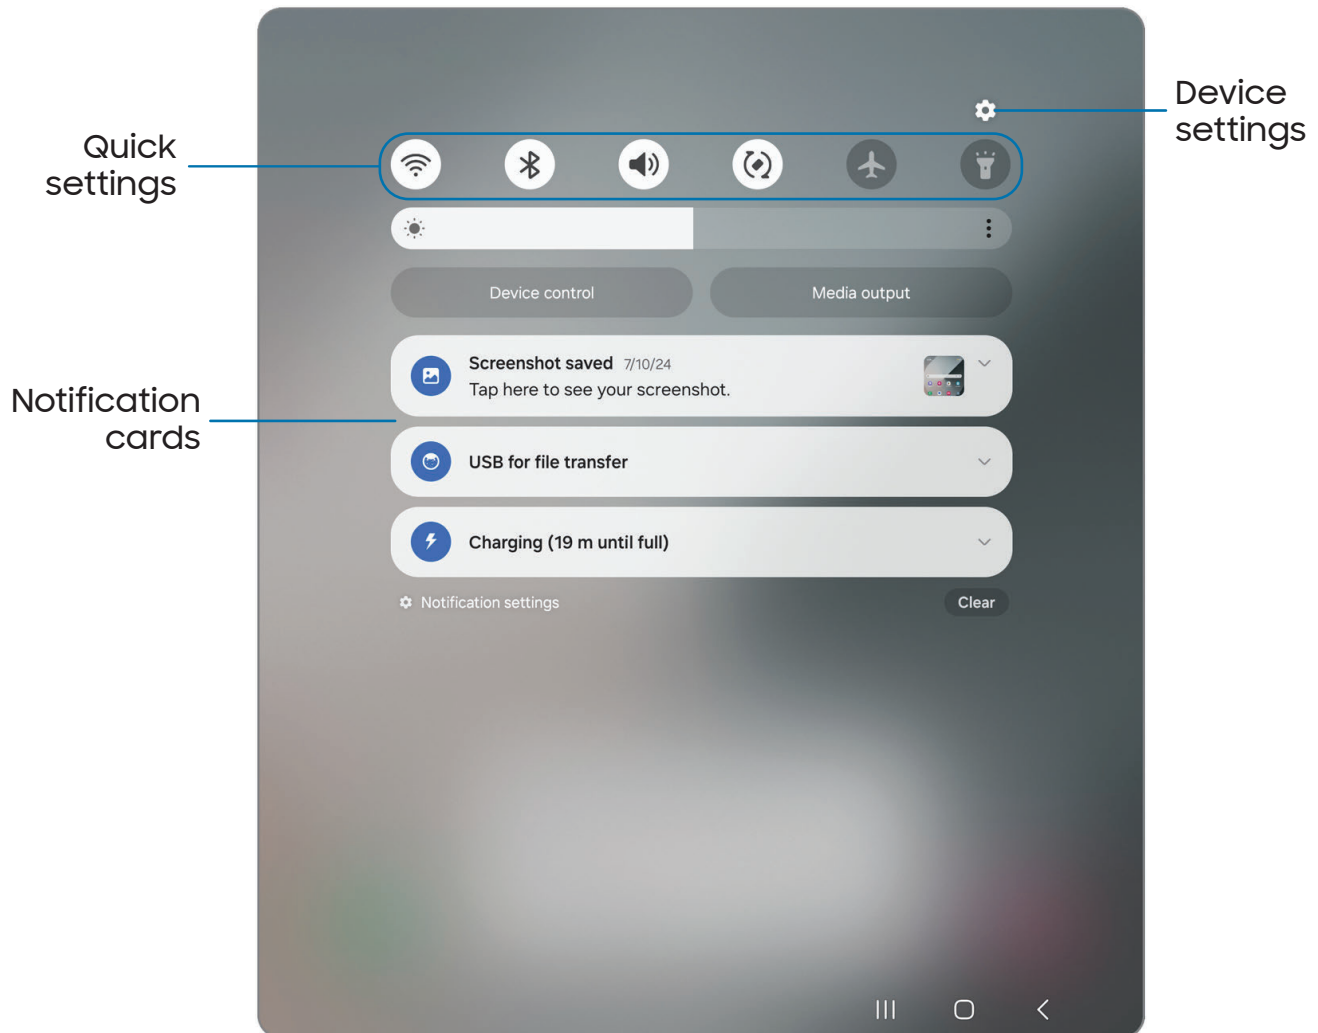 Device
settings
Quick
settings
Device control
Media output
Screenshot saved 7/10/24
Tap here to see your screenshot.
Notification
cards
USB for file transfer
Charging (19 m until full)
Notification settings
Clear